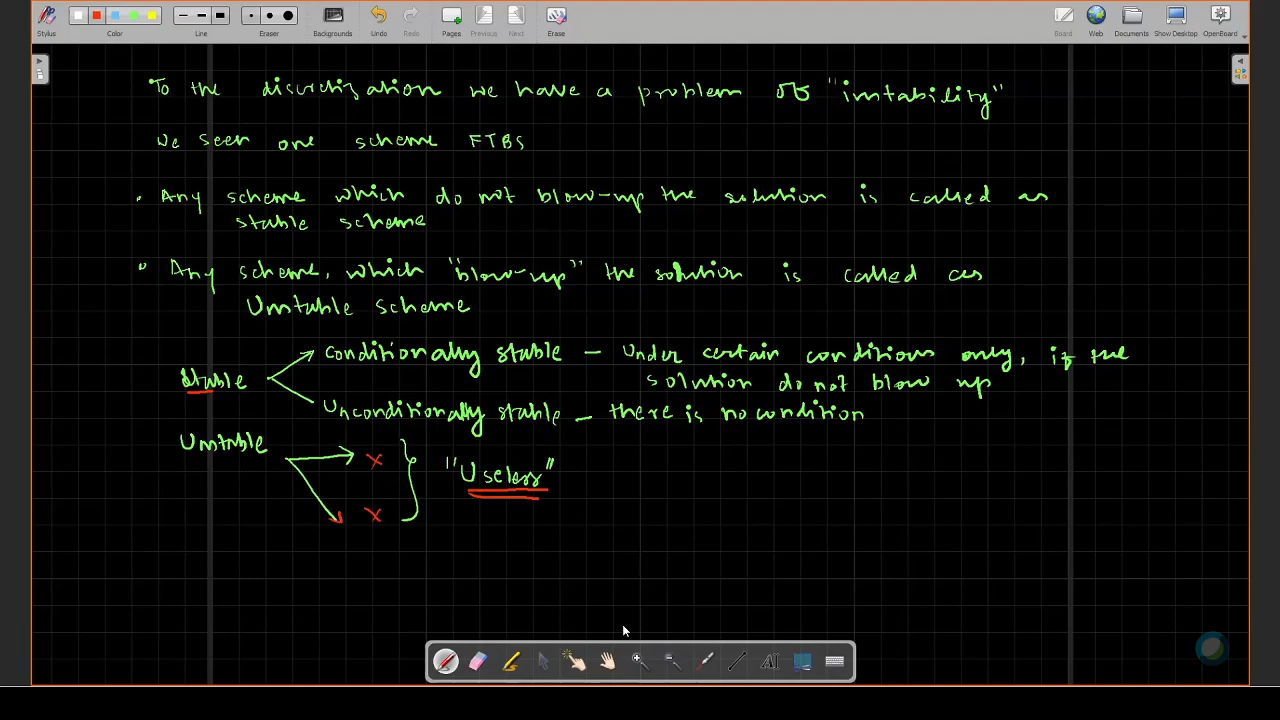 Stylus Color Line Eraser Backgrounds Undo Redo Pages Previous Next Erase Board Web Documents Show Desktop OpenBoard
To the discretization we have a problem of "instability"
We seen one scheme FTBS
• Any scheme which do not blow-up the solution is called as
stable scheme
• Any scheme, which "blow-up" the solution is called as
Unstable scheme
Stable
conditionally stable – Under certain conditions only, if the
solution do not blow up
Unconditionally stable – there is no condition
Unstable
x
x
"Useless"